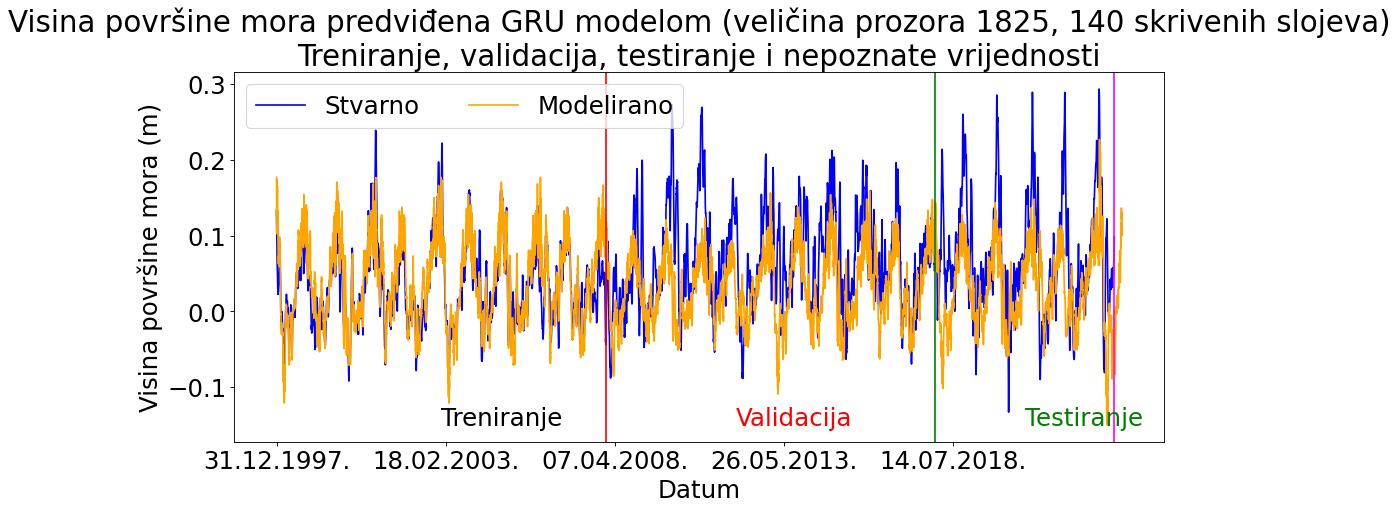 Visina površine mora predviđena GRU modelom (veličina prozora 1825, 140 skrivenih slojeva)
Treniranje, validacija, testiranje i nepoznate vrijednosti
Stvarno Modelirano
Visina površine mora (m)
0.3
0.2
0.1
0.0
−0.1
Treniranje Validacija Testiranje
31.12.1997. 18.02.2003. 07.04.2008. 26.05.2013. 14.07.2018.
Datum